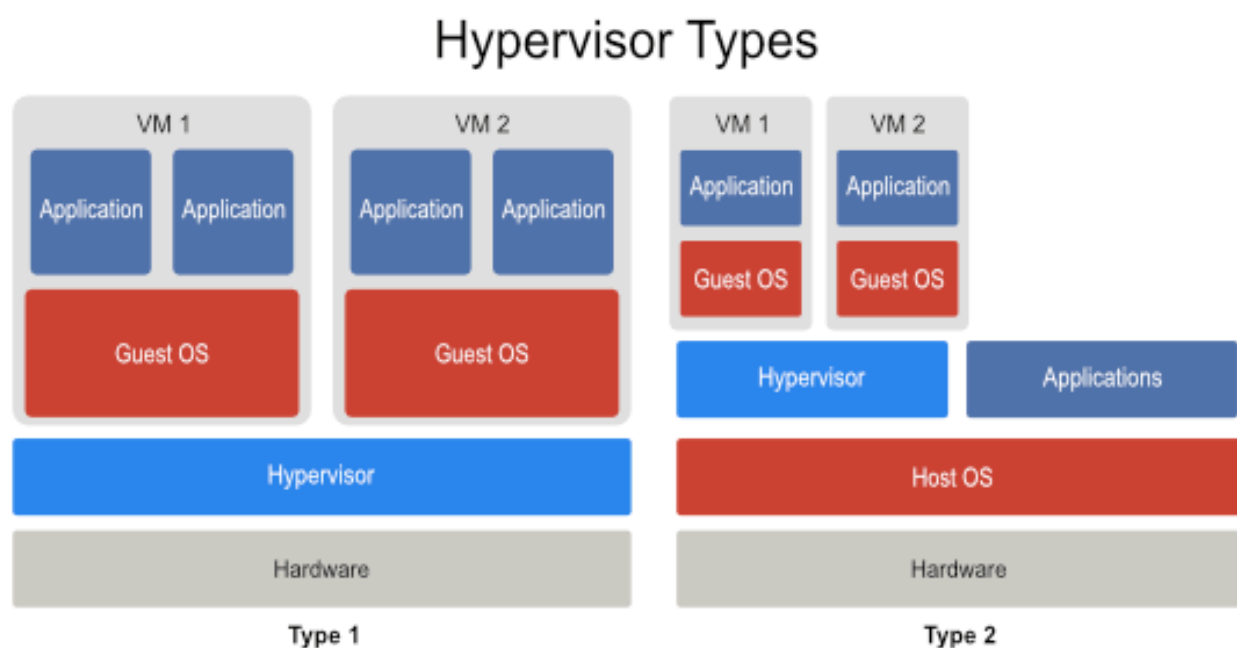 Hypervisor Types
VM 1
Application
Application
Guest OS
VM 2
Application
Application
Guest OS
Hypervisor
Hardware
Type 1
VM 1
Application
Guest OS
VM 2
Application
Guest OS
Hypervisor
Applications
Host OS
Hardware
Type 2